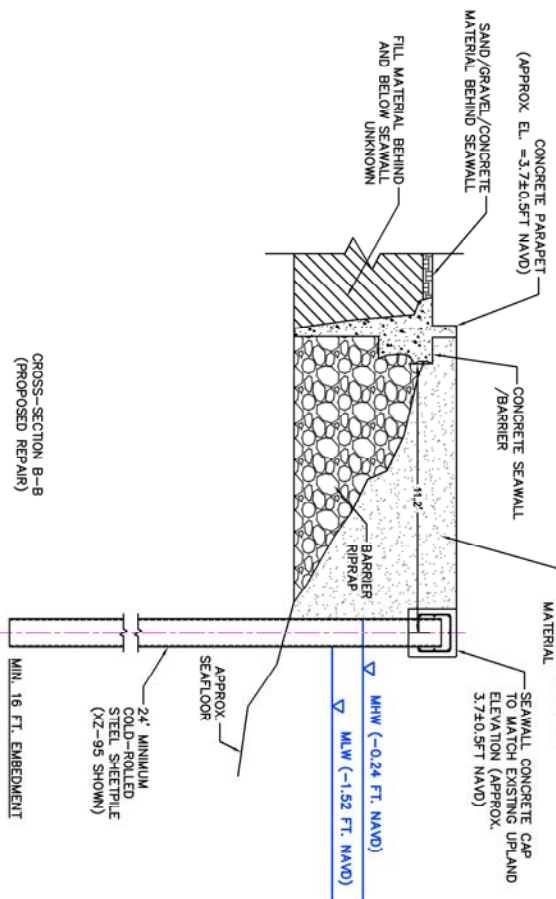 CONCRETE PARAPET
(APPROX. EL. =3.7±0.5FT NAVD)
SAND/GRAVEL/CONCRETE
MATERIAL BEHIND SEAWALL
FILL MATERIAL BEHIND
AND BELOW SEAWALL
UNKNOWN
CONCRETE SEAWALL
/BARRIER
11.2'
BARRIER
RIPRAP
MATERIAL
SEAWALL CONCRETE CAP
TO MATCH EXISTING UPLAND
ELEVATION (APPROX.
3.7±0.5FT NAVD)
MHW (-0.24 FT. NAVD)
MLW (-1.52 FT. NAVD)
APPROX.
SEAFLOOR
24' MINIMUM
COLD-ROLLED
STEEL SHEETPILE
(XZ-95 SHOWN)
MIN. 16 FT. EMBEDMENT
CROSS-SECTION B-B
(PROPOSED REPAIR)